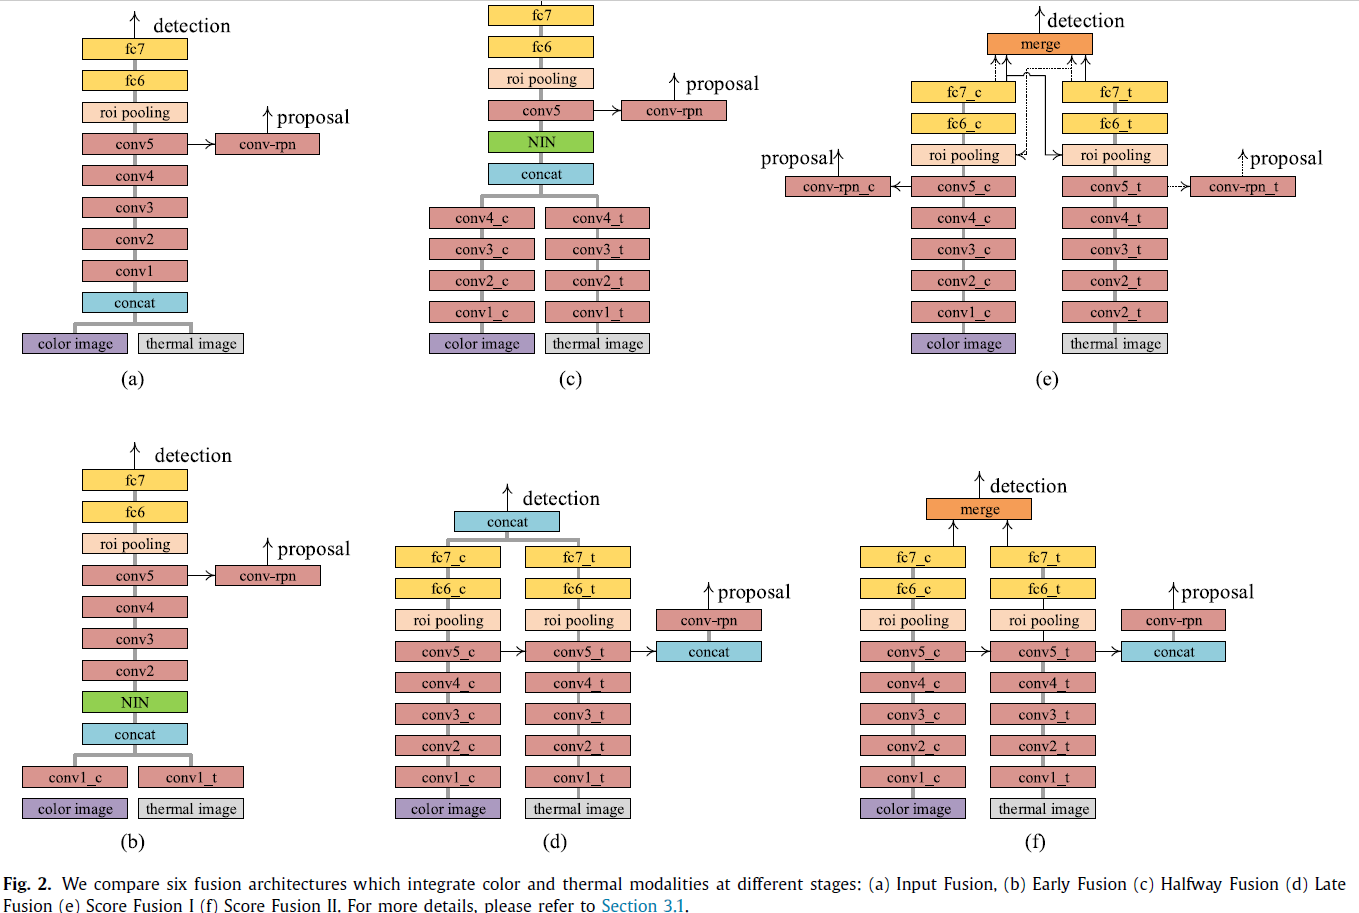 detection
fc7
fc6
roi pooling
proposal
conv5
conv-rpn
conv4
conv3
conv2
conv1
concat
color image
thermal image
(a)
fc7
fc6
roi pooling
proposal
conv5
conv-rpn
NIN
concat
conv4_c
conv4_t
conv3_c
conv3_t
conv2_c
conv2_t
conv1_c
conv1_t
color image
thermal image
(c)
detection
merge
fc7_c
fc7_t
fc6_c
fc6_t
proposal
roi pooling
roi pooling
proposal
conv-rpn_c
conv5_c
conv5_t
conv-rpn_t
conv4_c
conv4_t
conv3_c
conv3_t
conv2_c
conv2_t
conv1_c
conv2_t
color image
thermal image
(e)
detection
fc7
fc6
roi pooling
proposal
conv5
conv-rpn
conv4
conv3
conv2
NIN
concat
conv1_c
conv1_t
color image
thermal image
(b)
detection
concat
fc7_c
fc7_t
fc6_c
fc6_t
proposal
roi pooling
roi pooling
conv-rpn
conv5_c
conv5_t
concat
conv4_c
conv4_t
conv3_c
conv3_t
conv2_c
conv2_t
conv1_c
conv1_t
color image
thermal image
(d)
detection
merge
fc7_c
fc7_t
fc6_c
fc6_t
proposal
roi pooling
roi pooling
conv-rpn
conv5_c
conv5_t
concat
conv4_c
conv4_t
conv3_c
conv3_t
conv2_c
conv2_t
conv1_c
conv1_t
color image
thermal image
(f)
Fig. 2. We compare six fusion architectures which integrate color and thermal modalities at different stages: (a) Input Fusion, (b) Early Fusion (c) Halfway Fusion (d) Late
Fusion (e) Score Fusion I (f) Score Fusion II. For more details, please refer to Section 3.1.